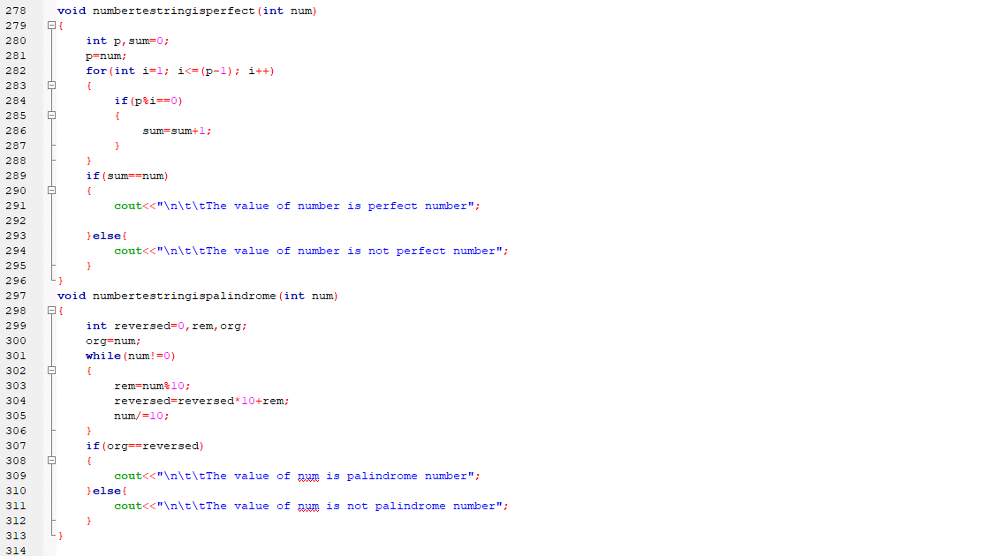 278 void numbertestringisperfect(int num)
279 {
280 int p,sum=0;
281 p=num;
282 for(int i=1; i<=(p-1); i++)
283 {
284 if(p%i==0)
285 {
286 sum=sum+1;
287 }
288 }
289 if(sum==num)
290 {
291 cout<<"\n\t\tThe value of number is perfect number";
292
293 }else{
294 cout<<"\n\t\tThe value of number is not perfect number";
295 }
296 }
297 void numbertestringispalindrome(int num)
298 {
299 int reversed=0,rem,org;
300 org=num;
301 while(num!=0)
302 {
303 rem=num%10;
304 reversed=reversed*10+rem;
305 num/=10;
306 }
307 if(org==reversed)
308 {
309 cout<<"\n\t\tThe value of num is palindrome number";
310 }else{
311 cout<<"\n\t\tThe value of num is not palindrome number";
312 }
313 }
314